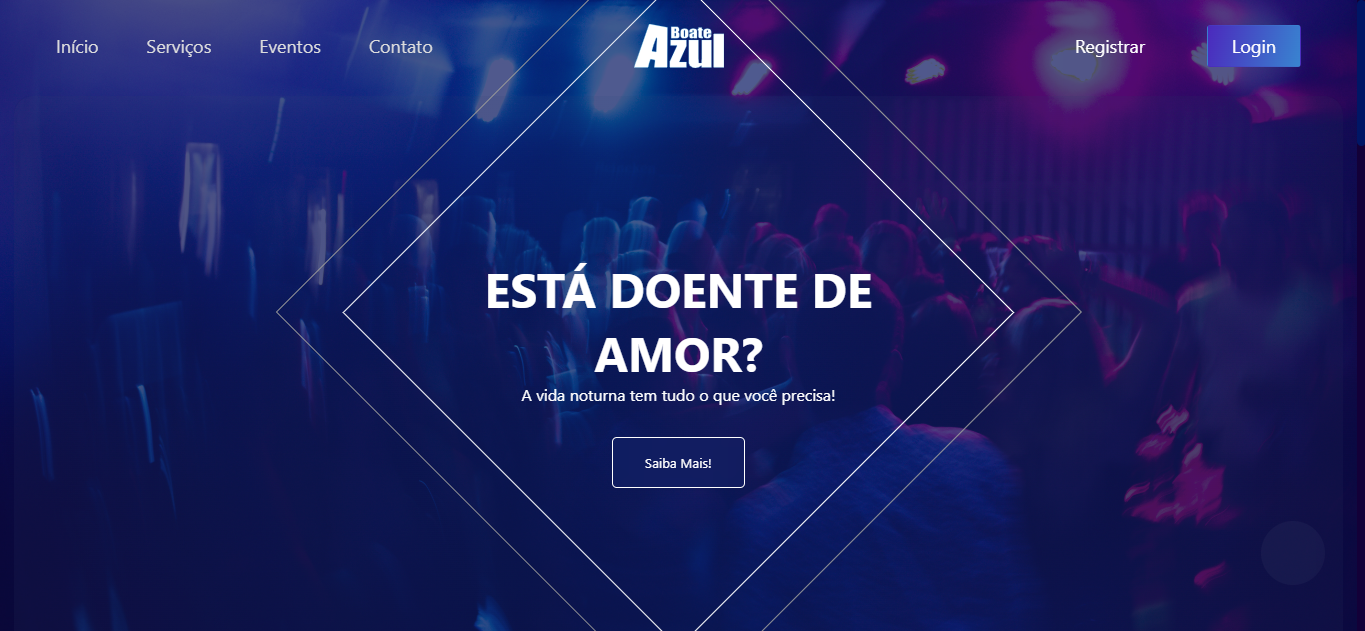 Início
Serviços
Eventos
Contato
Boate
Azul
Registrar
Login
ESTÁ DOENTE DE
AMOR?
A vida noturna tem tudo o que você precisa!
Saiba Mais!